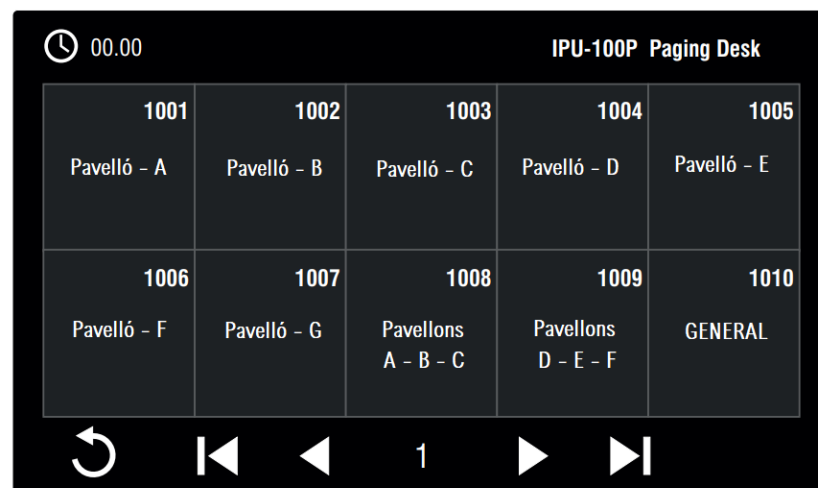 00.00
IPU-100P Paging Desk
1001
Pavelló - A
1002
Pavelló - B
1003
Pavelló - C
1004
Pavelló - D
1005
Pavelló - E
1006
Pavelló - F
1007
Pavelló - G
1008
Pavellons
A - B - C
1009
Pavellons
D - E - F
1010
GENERAL
1